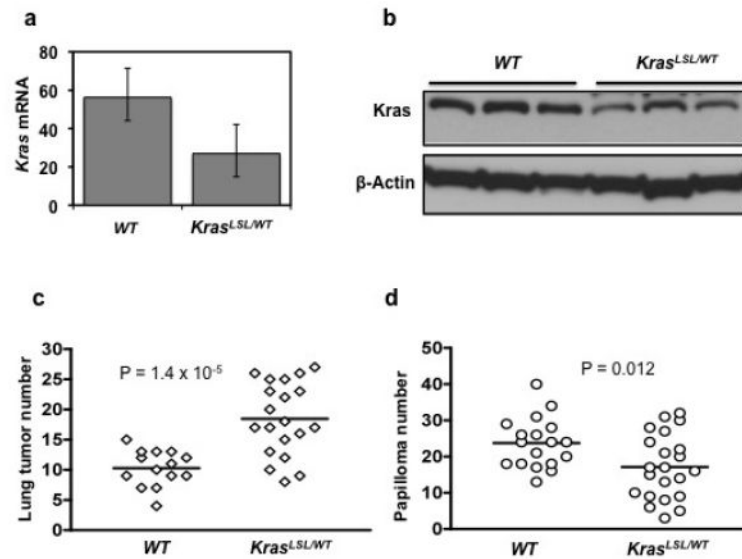 a
80
60
40
20
0
Kras mRNA
WT
Kras^LSL/WT
b
WT
Kras^LSL/WT
Kras
β-Actin
c
30
25
20
15
10
5
0
Lung tumor number
P = 1.4 x 10^-5
WT
Kras^LSL/WT
d
50
40
30
20
10
0
Papilloma number
P = 0.012
WT
Kras^LSL/WT